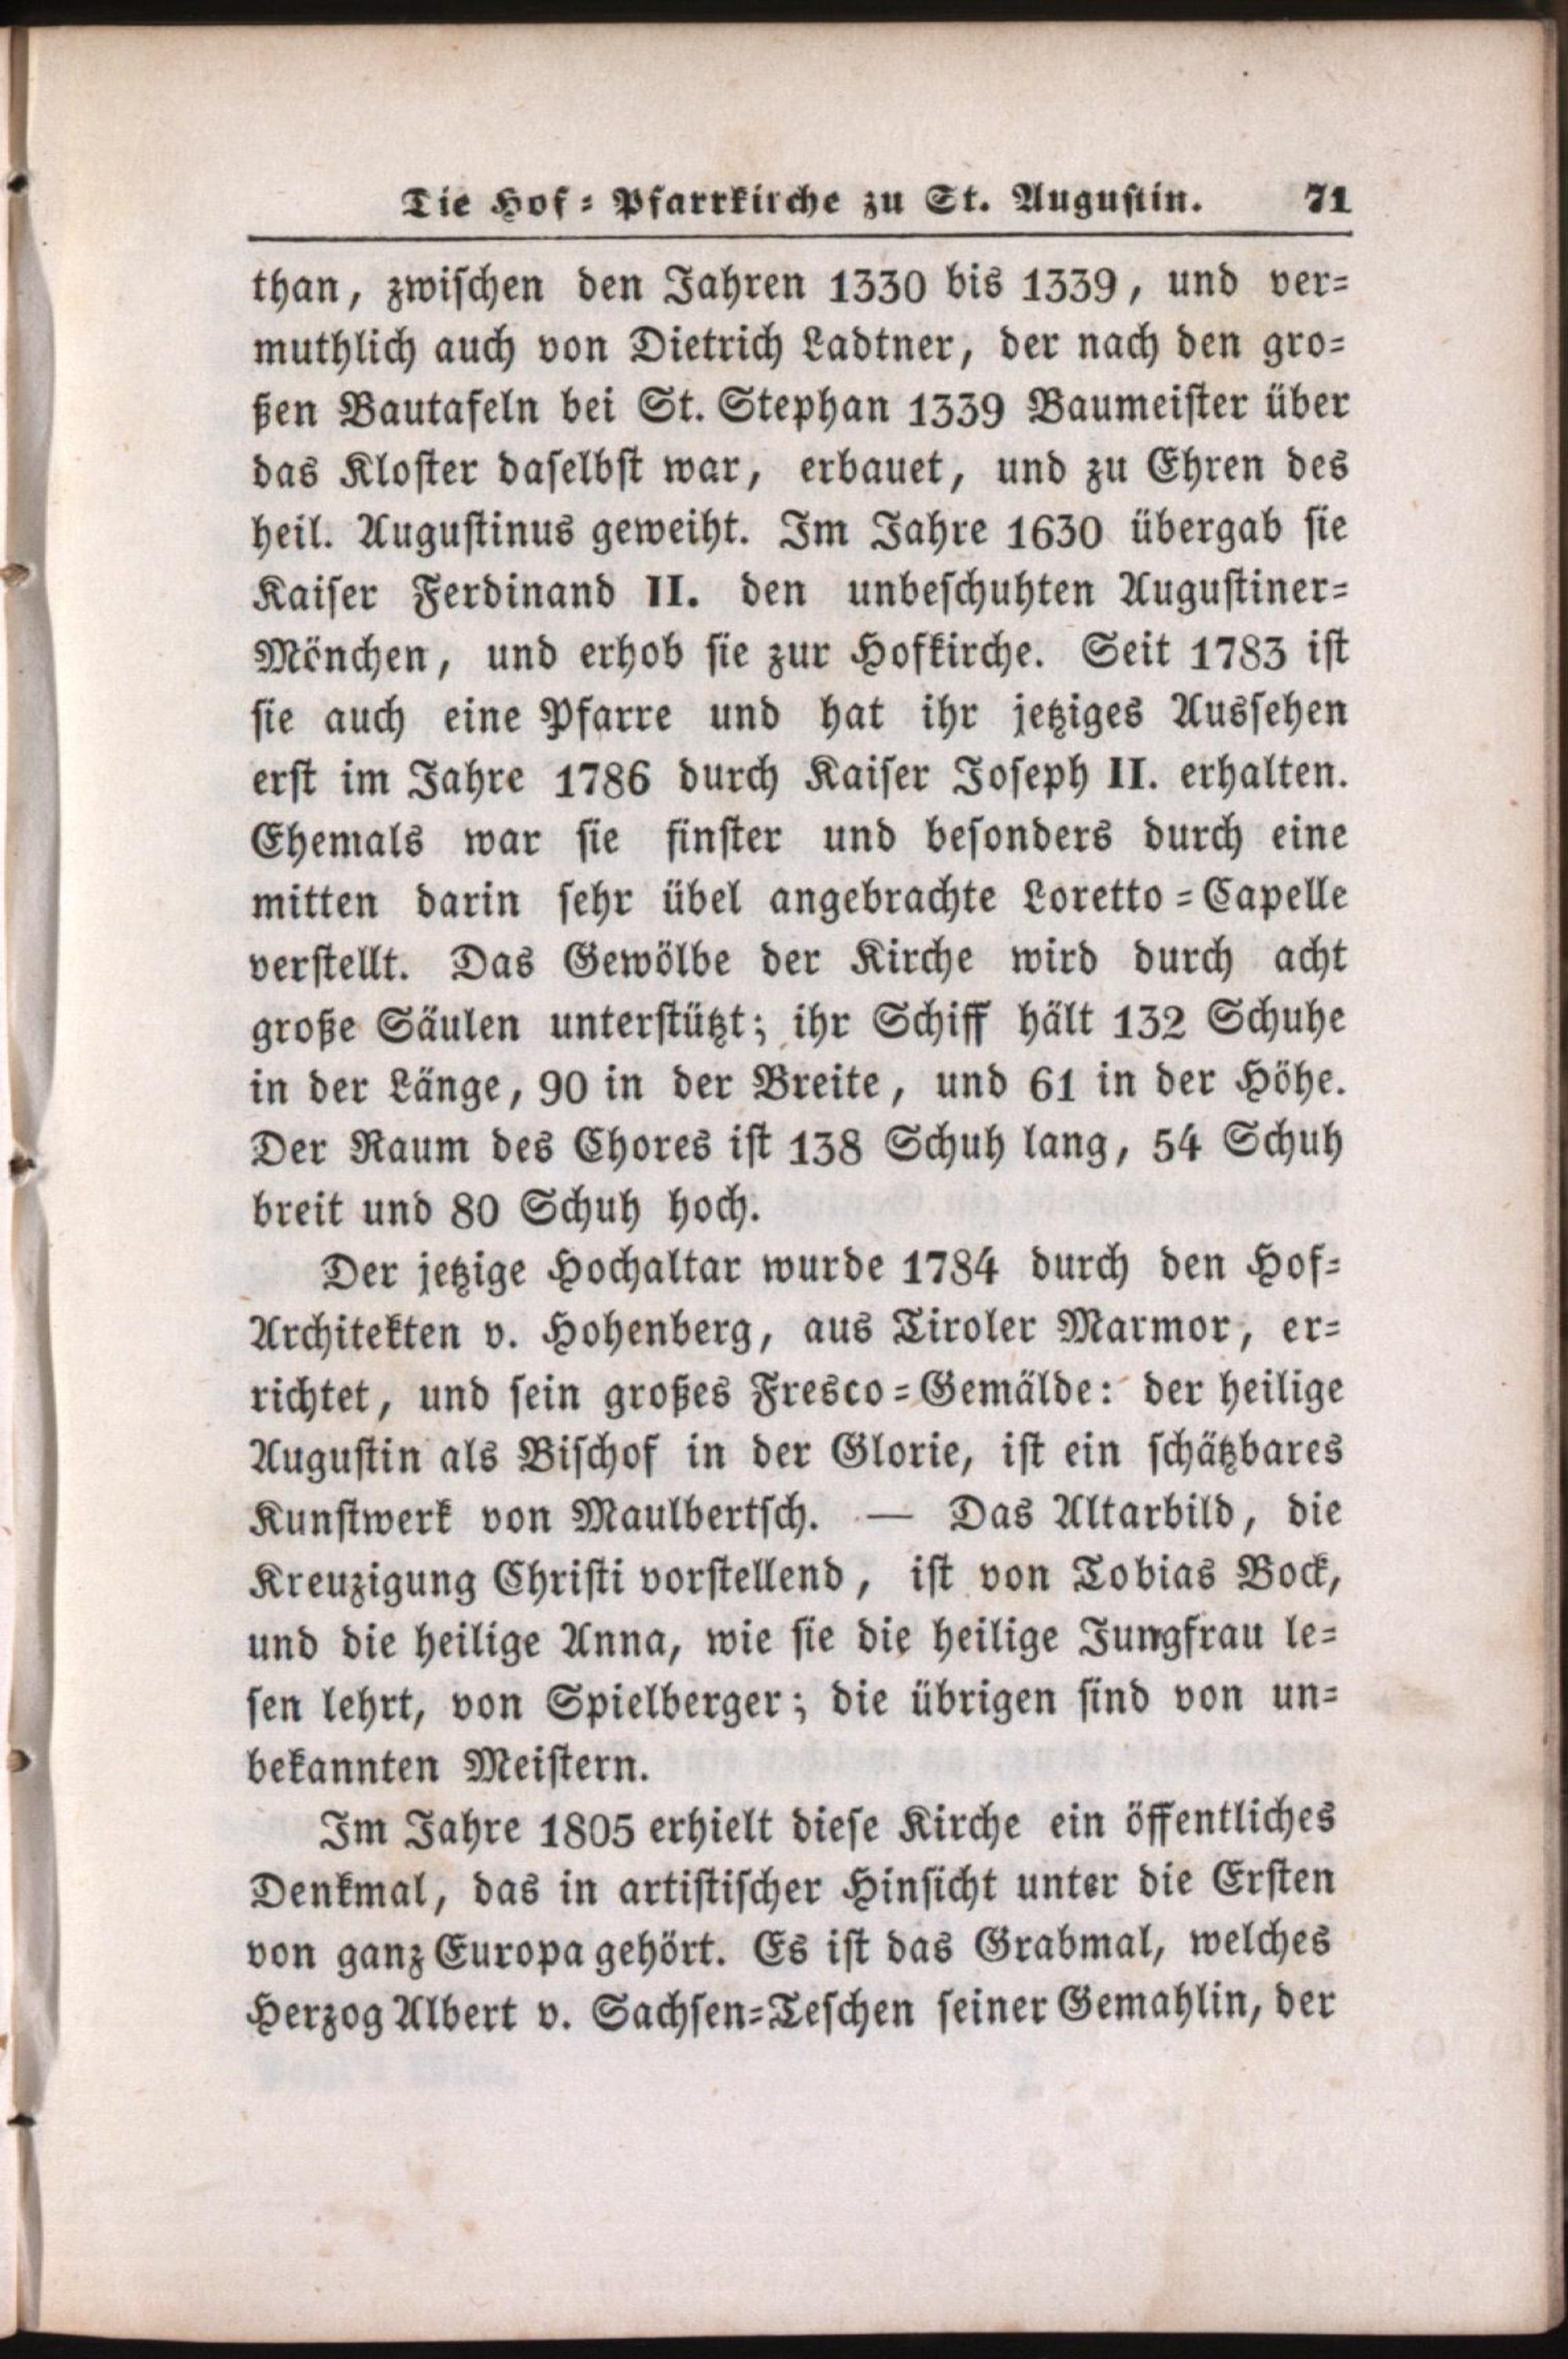 Die Hof-Pfarrkirche zu St. Augustin. 71
than, zwischen den Jahren 1330 bis 1339, und ver-
muthlich auch von Dietrich Ladtner, der nach den gro-
ßen Bautafeln bei St. Stephan 1339 Baumeister über
das Kloster daselbst war, erbauet, und zu Ehren des
heil. Augustinus geweiht. Im Jahre 1630 übergab sie
Kaiser Ferdinand II. den unbeschuhten Augustiner-
Mönchen, und erhob sie zur Hofkirche. Seit 1783 ist
sie auch eine Pfarre und hat ihr jetziges Aussehen
erst im Jahre 1786 durch Kaiser Joseph II. erhalten.
Ehemals war sie finster und besonders durch eine
mitten darin sehr übel angebrachte Loretto-Capelle
verstellt. Das Gewölbe der Kirche wird durch acht
große Säulen unterstützt; ihr Schiff hält 132 Schuhe
in der Länge, 90 in der Breite, und 61 in der Höhe.
Der Raum des Chores ist 138 Schuh lang, 54 Schuh
breit und 80 Schuh hoch.
Der jetzige Hochaltar wurde 1784 durch den Hof-
Architekten v. Hohenberg, aus Tiroler Marmor, er-
richtet, und sein großes Fresco-Gemälde: der heilige
Augustin als Bischof in der Glorie, ist ein schätzbares
Kunstwerk von Maulbertsch. — Das Altarbild, die
Kreuzigung Christi vorstellend, ist von Tobias Bock,
und die heilige Anna, wie sie die heilige Jungfrau le-
sen lehrt, von Spielberger; die übrigen sind von un-
bekannten Meistern.
Im Jahre 1805 erhielt diese Kirche ein öffentliches
Denkmal, das in artistischer Hinsicht unter die Ersten
von ganz Europa gehört. Es ist das Grabmal, welches
Herzog Albert v. Sachsen-Teschen seiner Gemahlin, der